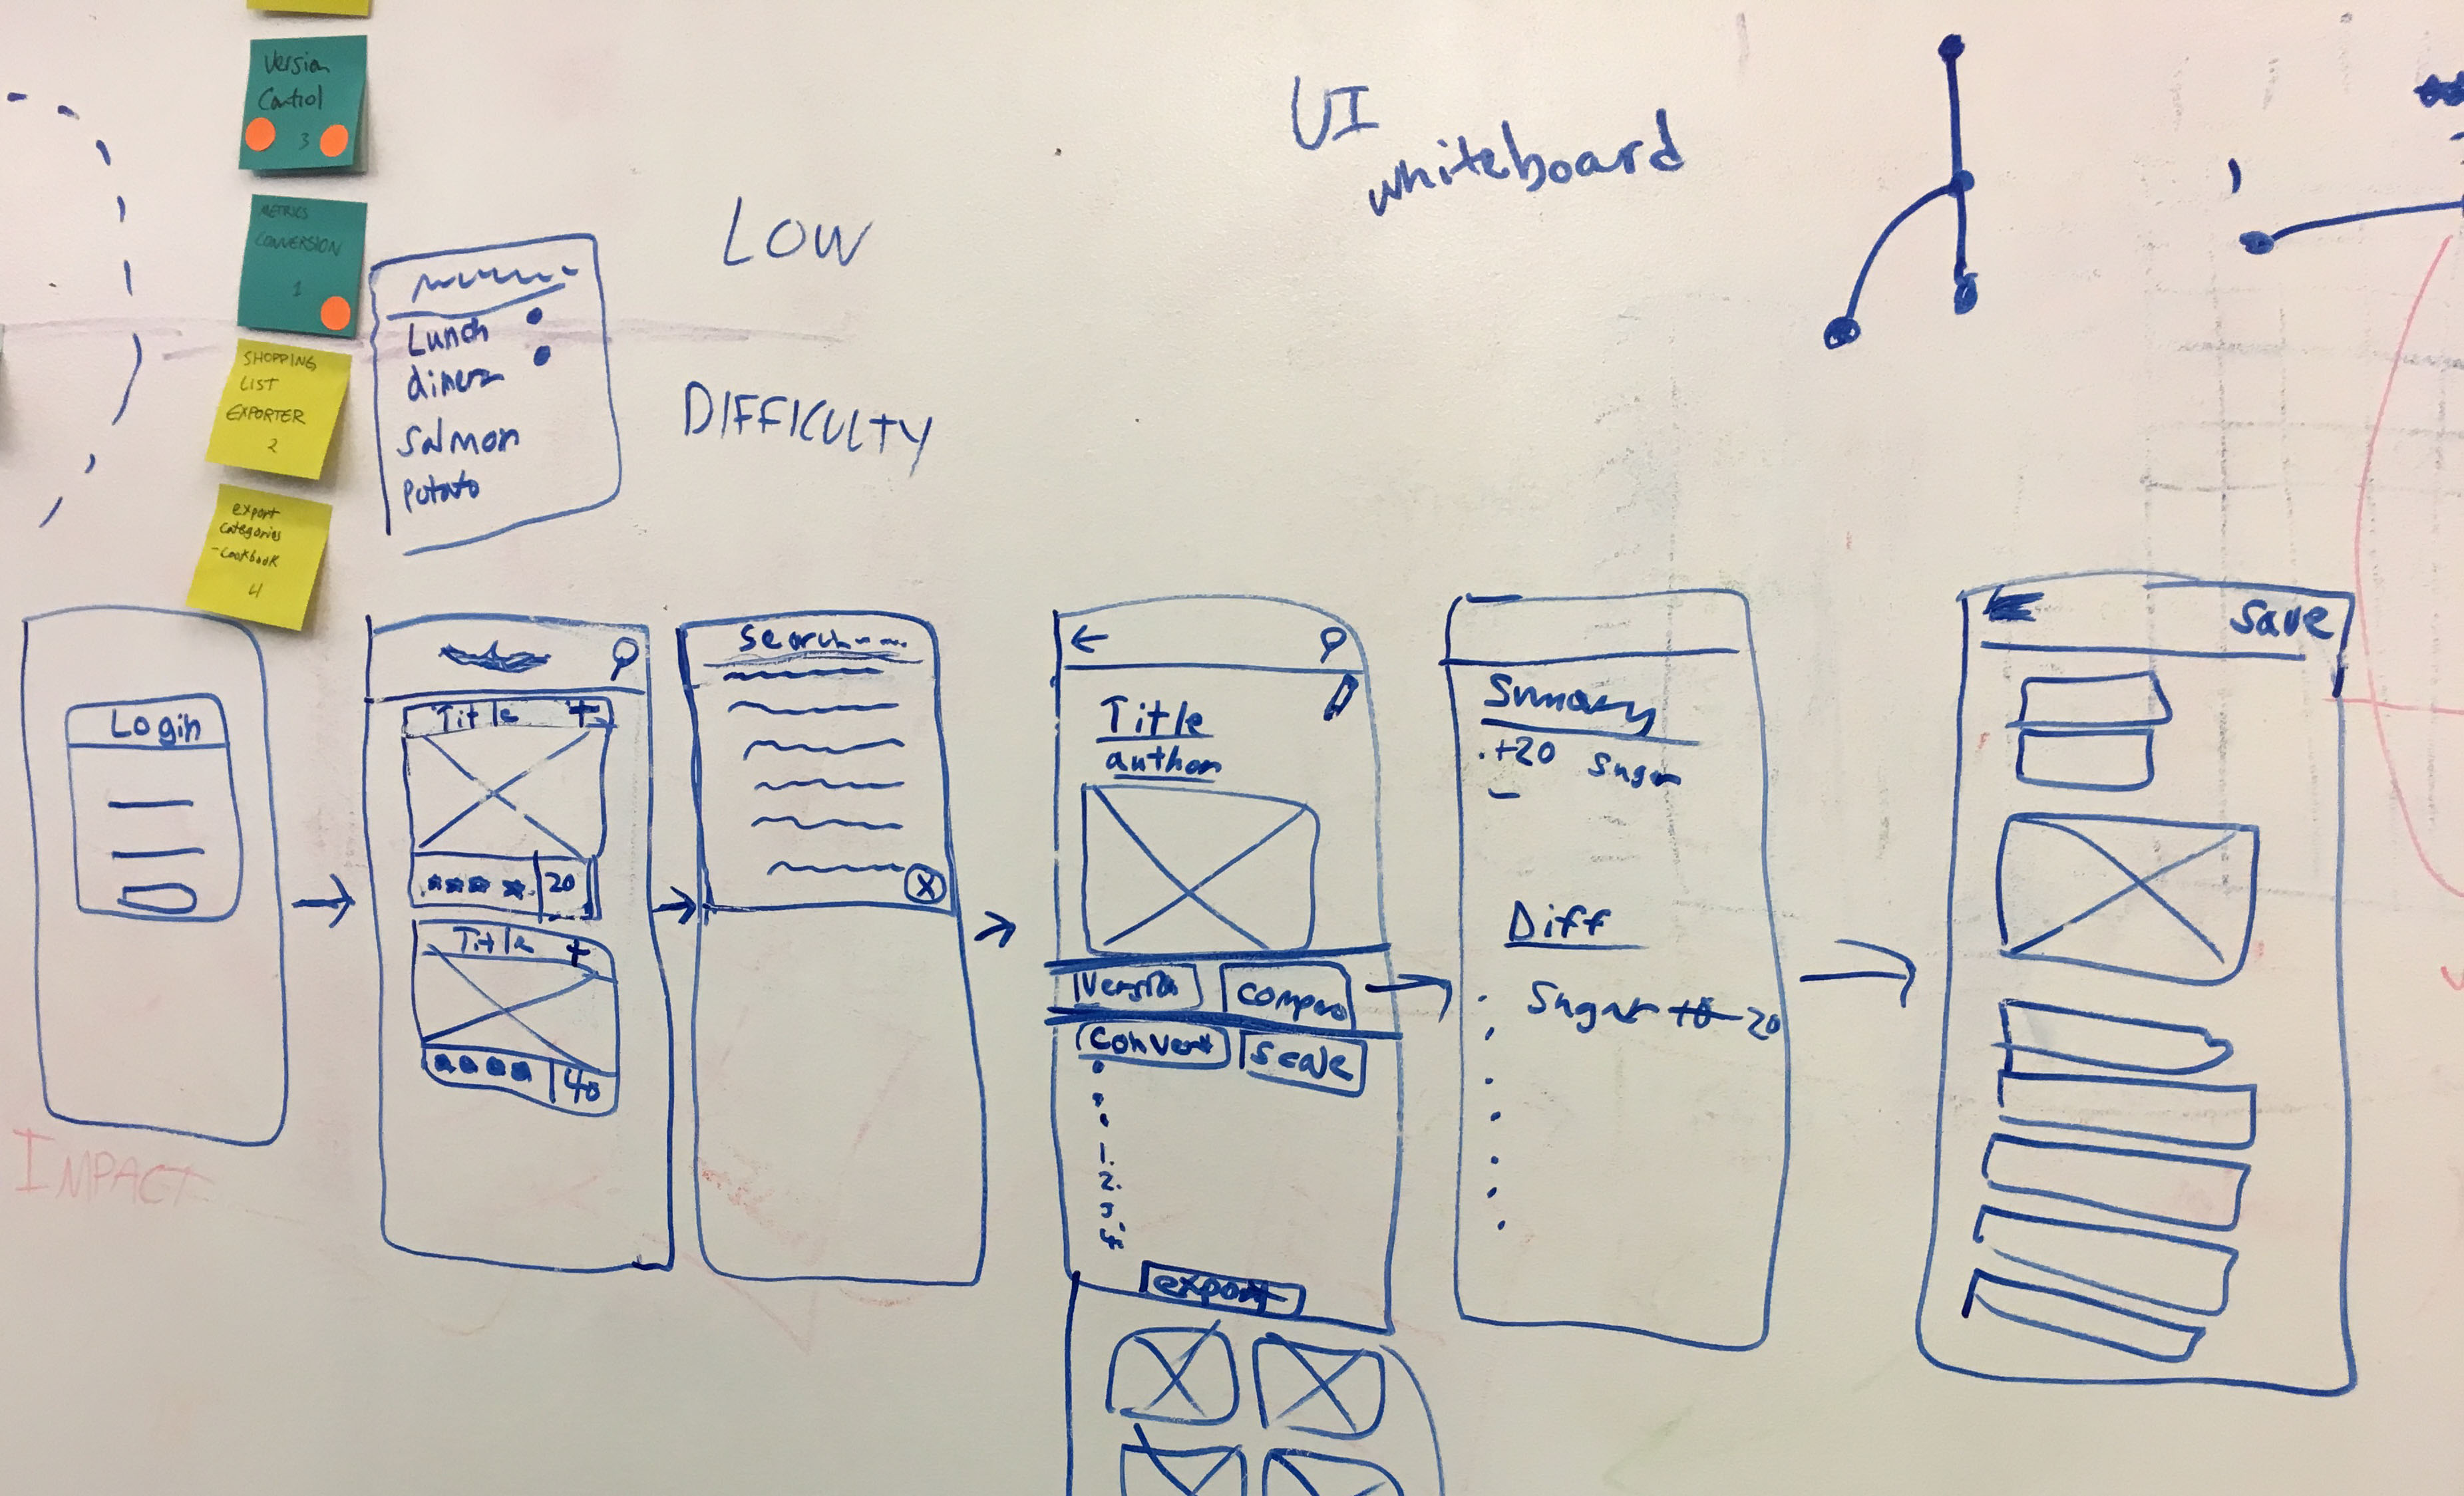 Version
Control
3
METRICS
CONVERSION
1
SHOPPING
LIST
EXPORTER
2
export
categories
-Cookbook
4
Lunch
diner
Salmon
potato
LOW
DIFFICULTY
UI
whiteboard
Login
Title +
20
Title +
40
Search
X
←
Title
author
Version
compare
Convert
Scale
1.
2.
3
4.
export
Sumary
+20 Sugar
-
Diff
Sugar 20
Save
IMPACT